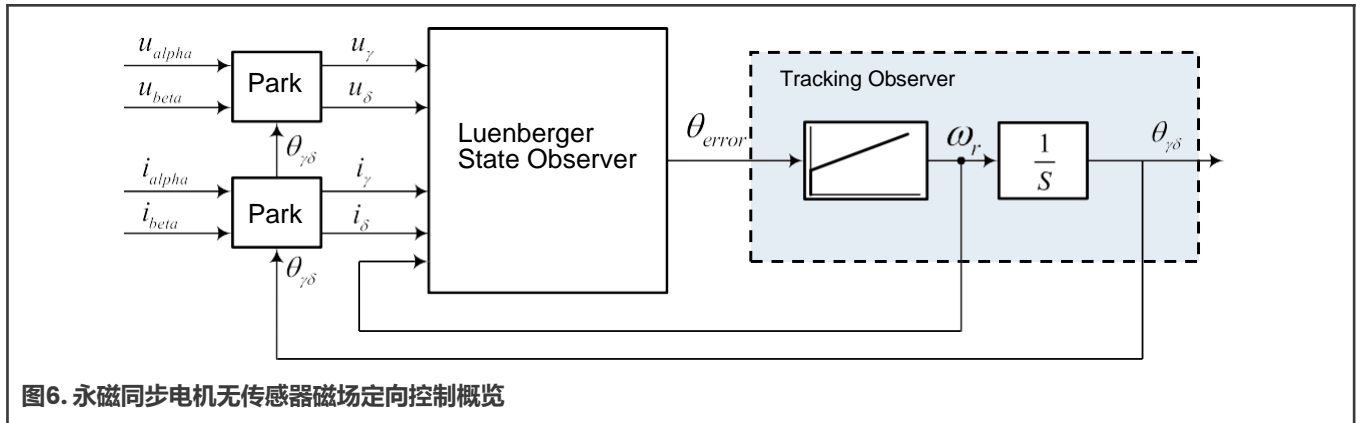 u_alpha
u_γ
Park
u_beta
u_δ
θ_γδ
i_alpha
i_γ
Park
i_beta
i_δ
θ_γδ
Luenberger
State Observer
θ_error
Tracking Observer
ω_r
1
S
θ_γδ
图6. 永磁同步电机无传感器磁场定向控制概览